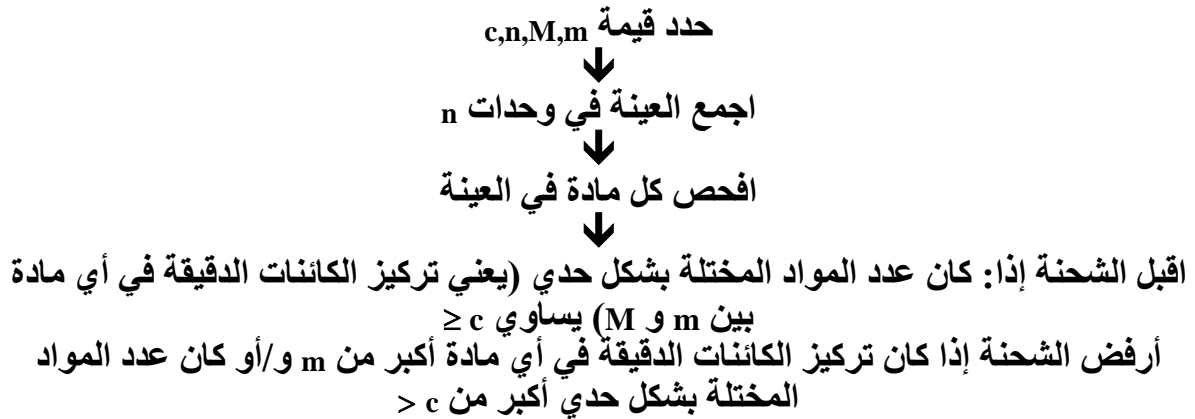 حدد قيمة c,n,M,m
🡻
اجمع العينة في وحدات n
🡻
افحص كل مادة في العينة
🡻
اقبل الشحنة إذا: كان عدد المواد المختلة بشكل حدي (يعني تركيز الكائنات الدقيقة في أي مادة
بين m و M) يساوي c ≥
أرفض الشحنة إذا كان تركيز الكائنات الدقيقة في أي مادة أكبر من m و/أو كان عدد المواد
المختلة بشكل حدي أكبر من c <